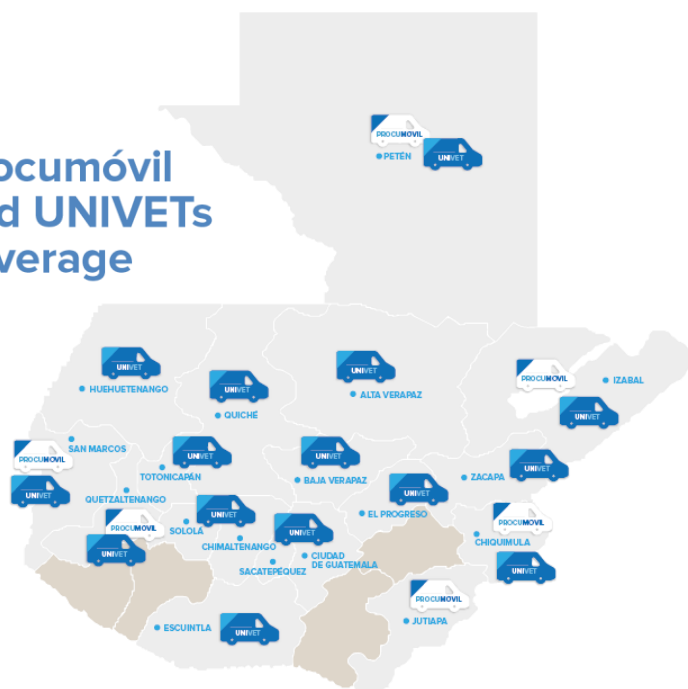 ocumóvil
d UNIVETs
verage
PROCUMOVIL
PETÉN
UNIVET
UNIVET
HUEHUETENANGO
UNIVET
QUICHÉ
UNIVET
ALTA VERAPAZ
PROCUMOVIL
IZABAL
UNIVET
SAN MARCOS
PROCUMOVIL
UNIVET
UNIVET
TOTONICAPÁN
UNIVET
BAJA VERAPAZ
UNIVET
ZACAPA
UNIVET
EL PROGRESO
QUETZALTENANGO
PROCUMOVIL
UNIVET
UNIVET
SOLOLÁ
CHIMALTENANGO
SACATEPÉQUEZ
UNIVET
CIUDAD
DE GUATEMALA
PROCUMOVIL
CHIQUIMULA
UNIVET
PROCUMOVIL
JUTIAPA
ESCUINTLA
UNIVET